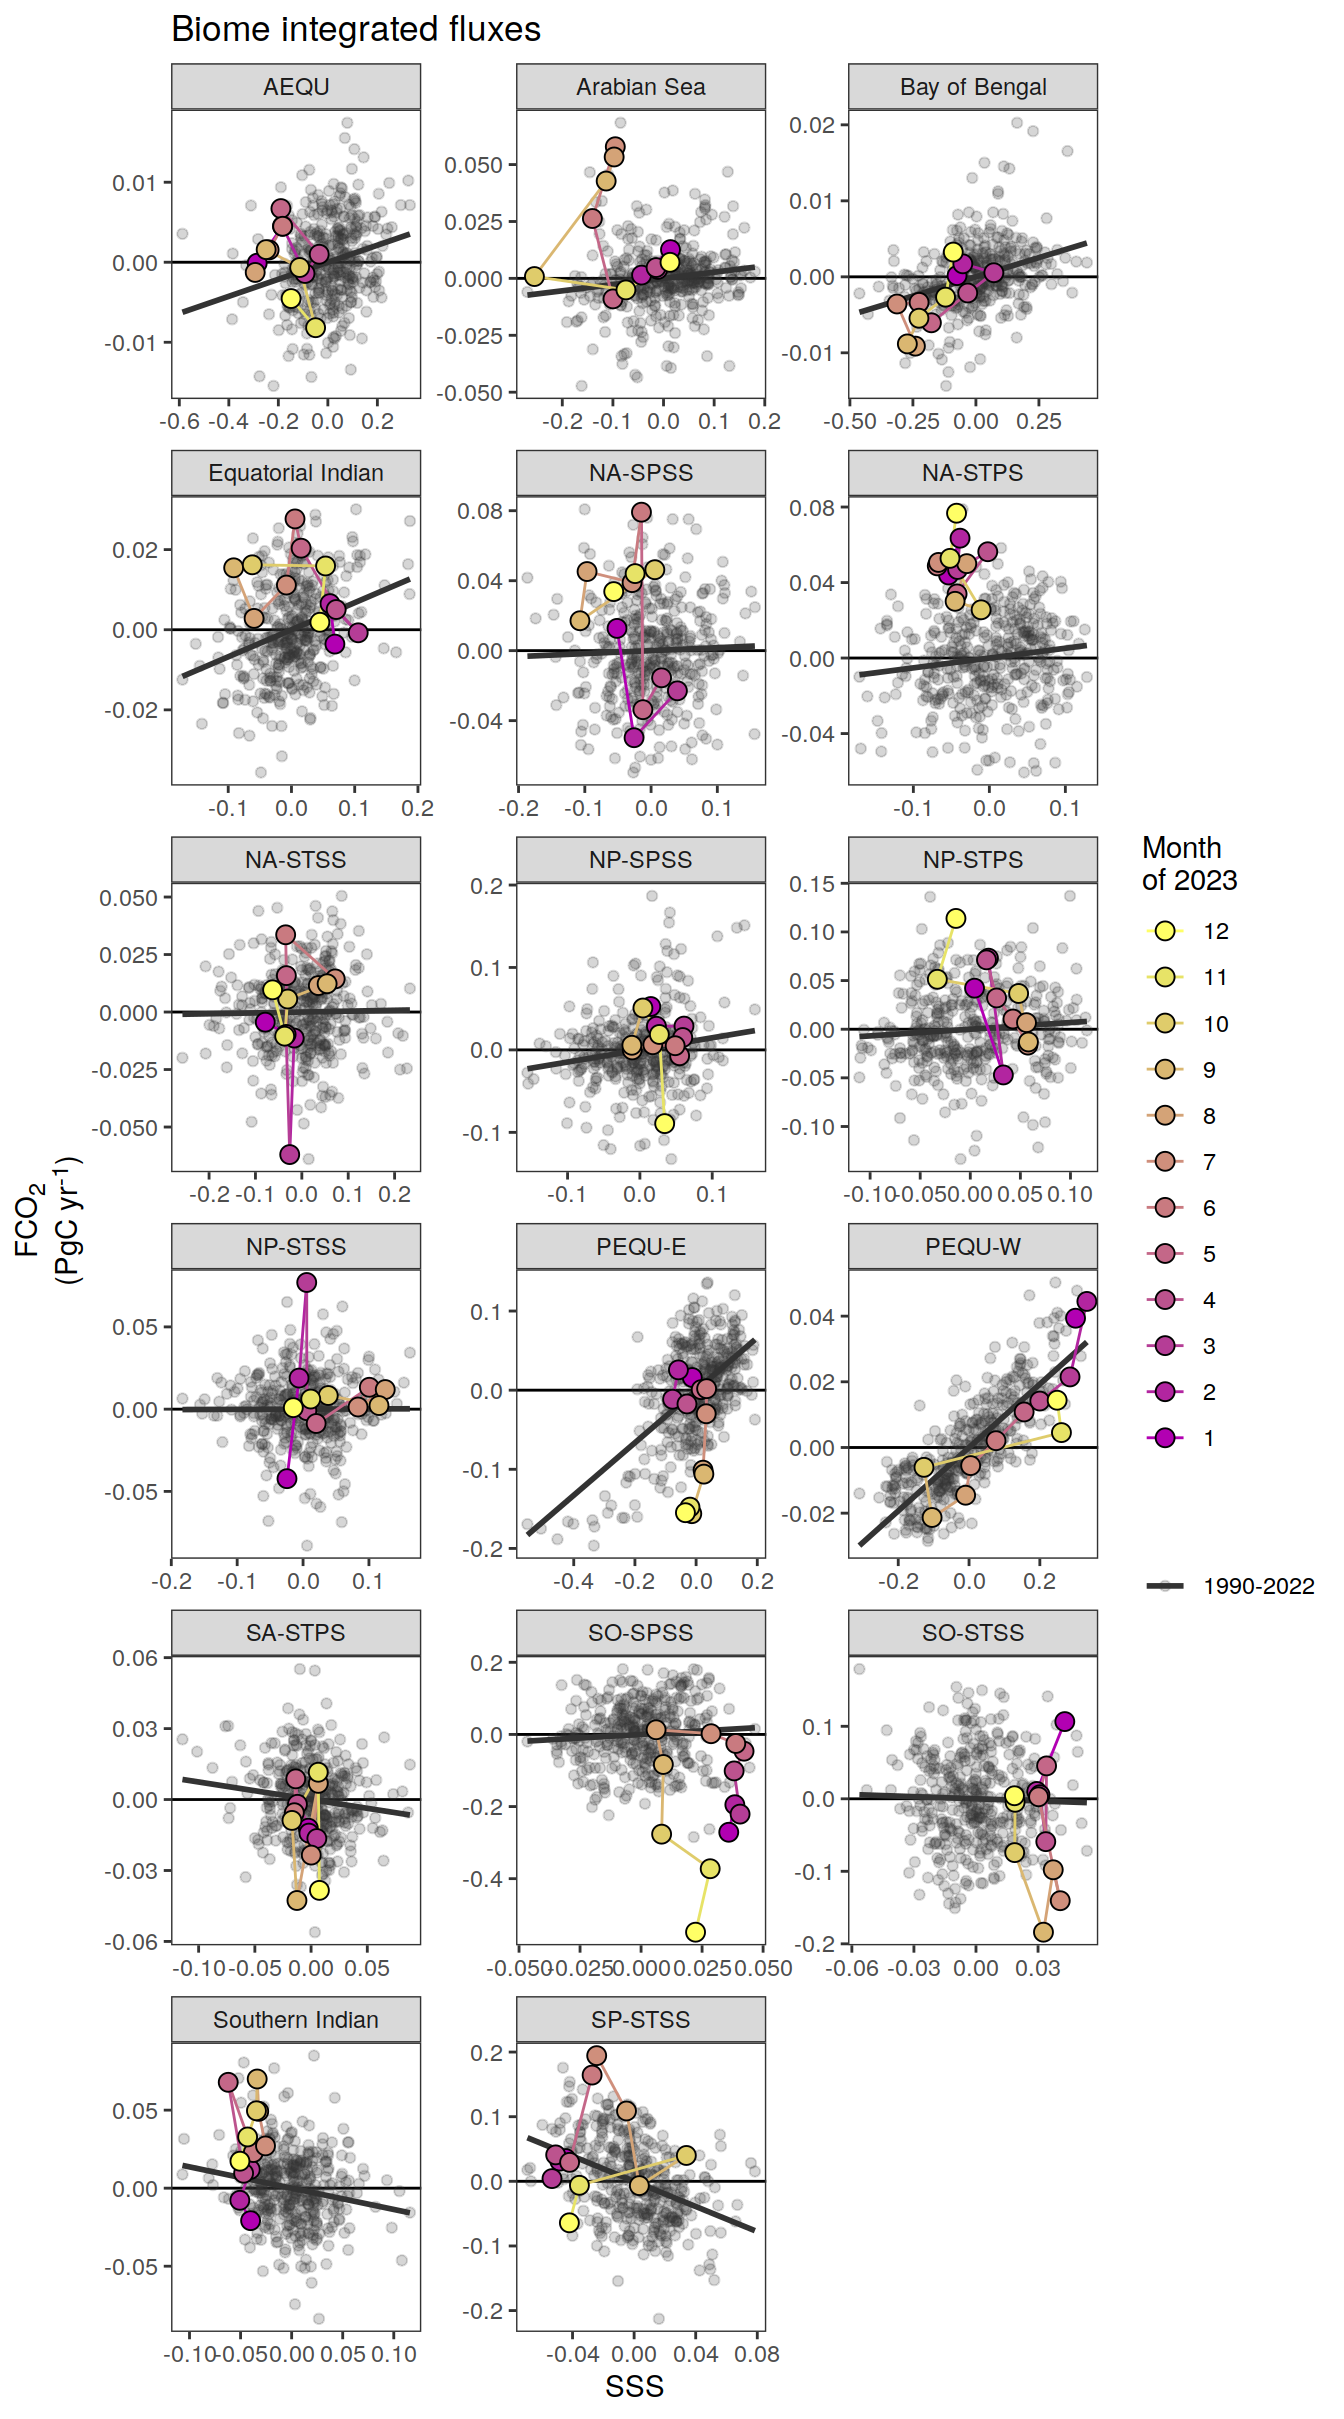 Biome integrated fluxes
AEQU
Arabian Sea
Bay of Bengal
0.01
0.00
-0.01
0.050
0.025
0.000
-0.025
-0.050
0.02
0.01
0.00
-0.01
-0.6 -0.4 -0.2 0.0 0.2
-0.2 -0.1 0.0 0.1 0.2
-0.50 -0.25 0.00 0.25
Equatorial Indian
NA-SPSS
NA-STPS
0.02
0.00
-0.02
0.08
0.04
0.00
-0.04
0.08
0.04
0.00
-0.04
-0.1 0.0 0.1 0.2
-0.2 -0.1 0.0 0.1
-0.1 0.0 0.1
NA-STSS
NP-SPSS
NP-STPS
0.050
0.025
0.000
-0.025
-0.050
0.2
0.1
0.0
-0.1
0.15
0.10
0.05
0.00
-0.05
-0.10
-0.2 -0.1 0.0 0.1 0.2
-0.1 0.0 0.1
-0.10 -0.05 0.00 0.05 0.10
NP-STSS
PEQU-E
PEQU-W
0.05
0.00
-0.05
0.1
0.0
-0.1
-0.2
0.04
0.02
0.00
-0.02
-0.2 -0.1 0.0 0.1
-0.4 -0.2 0.0 0.2
-0.2 0.0 0.2
SA-STPS
SO-SPSS
SO-STSS
0.06
0.03
0.00
-0.03
-0.06
0.2
0.0
-0.2
-0.4
0.1
0.0
-0.1
-0.2
-0.10 -0.05 0.00 0.05
-0.050 -0.025 0.000 0.025 0.050
-0.06 -0.03 0.00 0.03
Southern Indian
SP-STSS
0.05
0.00
-0.05
0.2
0.1
0.0
-0.1
-0.2
-0.10 -0.05 0.00 0.05 0.10
-0.04 0.00 0.04 0.08
SSS
FCO₂
(PgC yr⁻¹)
Month
of 2023
12
11
10
9
8
7
6
5
4
3
2
1
1990-2022